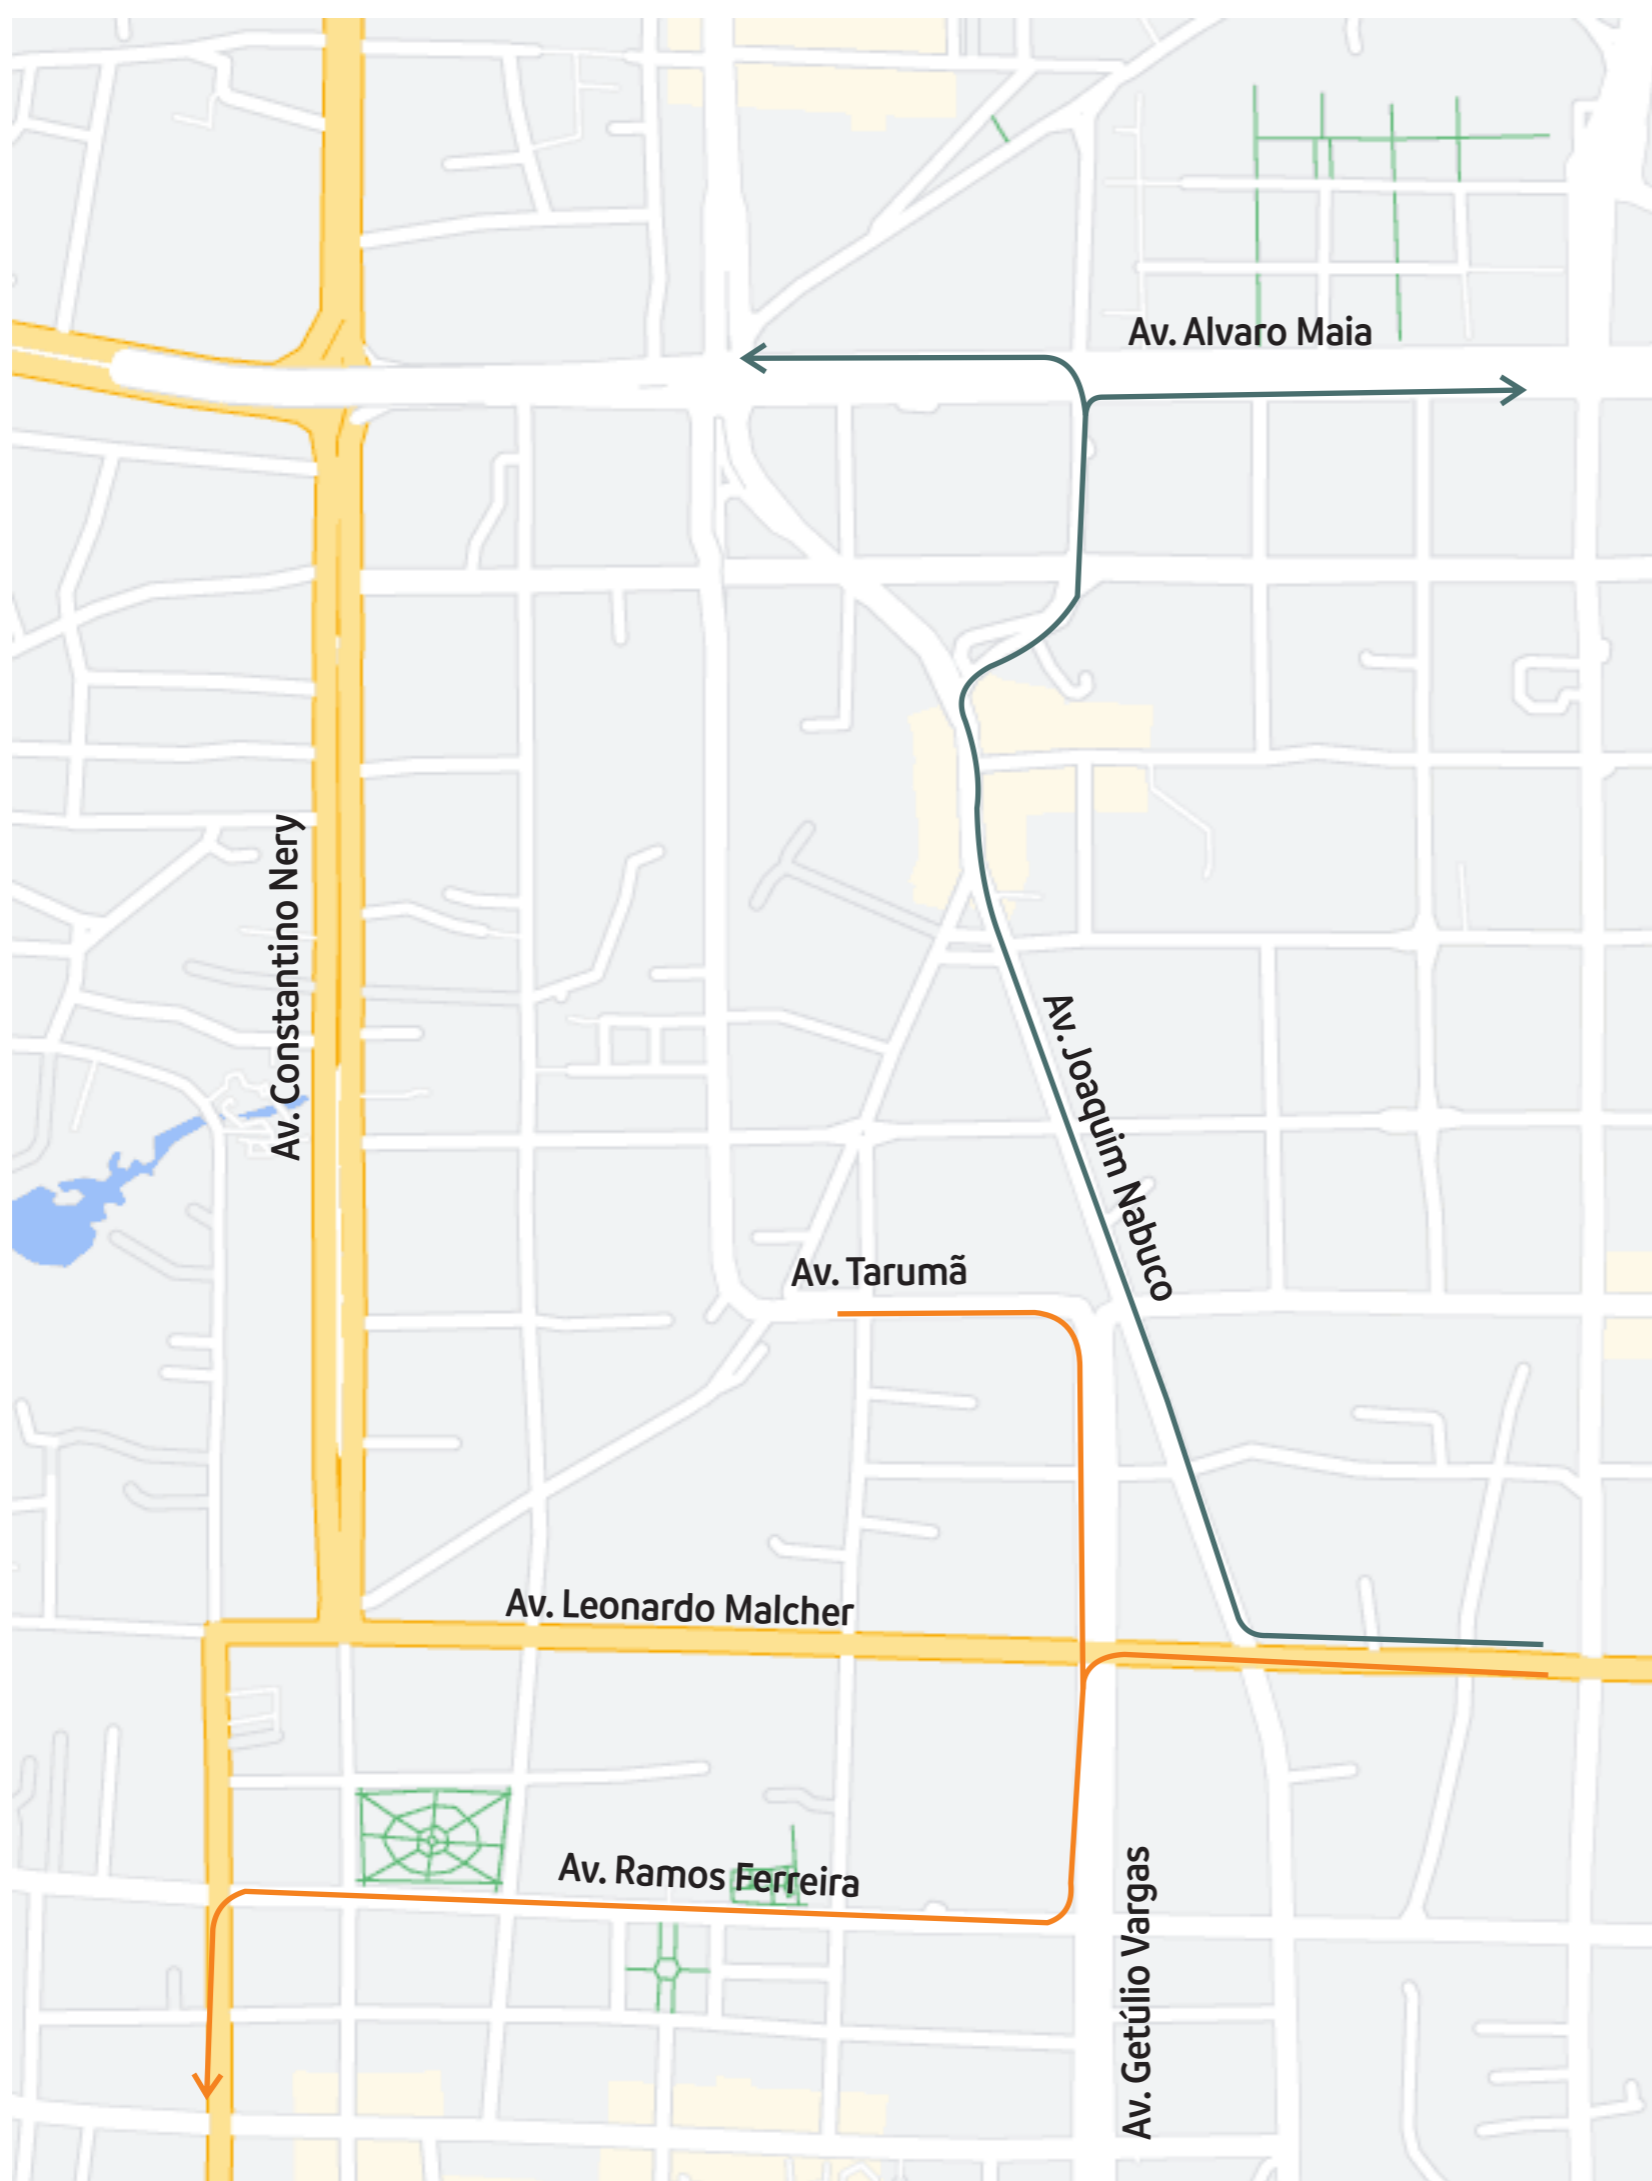 Av. Alvaro Maia
Av. Constantino Nery
Av. Joaquim Nabuco
Av. Tarumã
Av. Leonardo Malcher
Av. Ramos Ferreira
Av. Getúlio Vargas